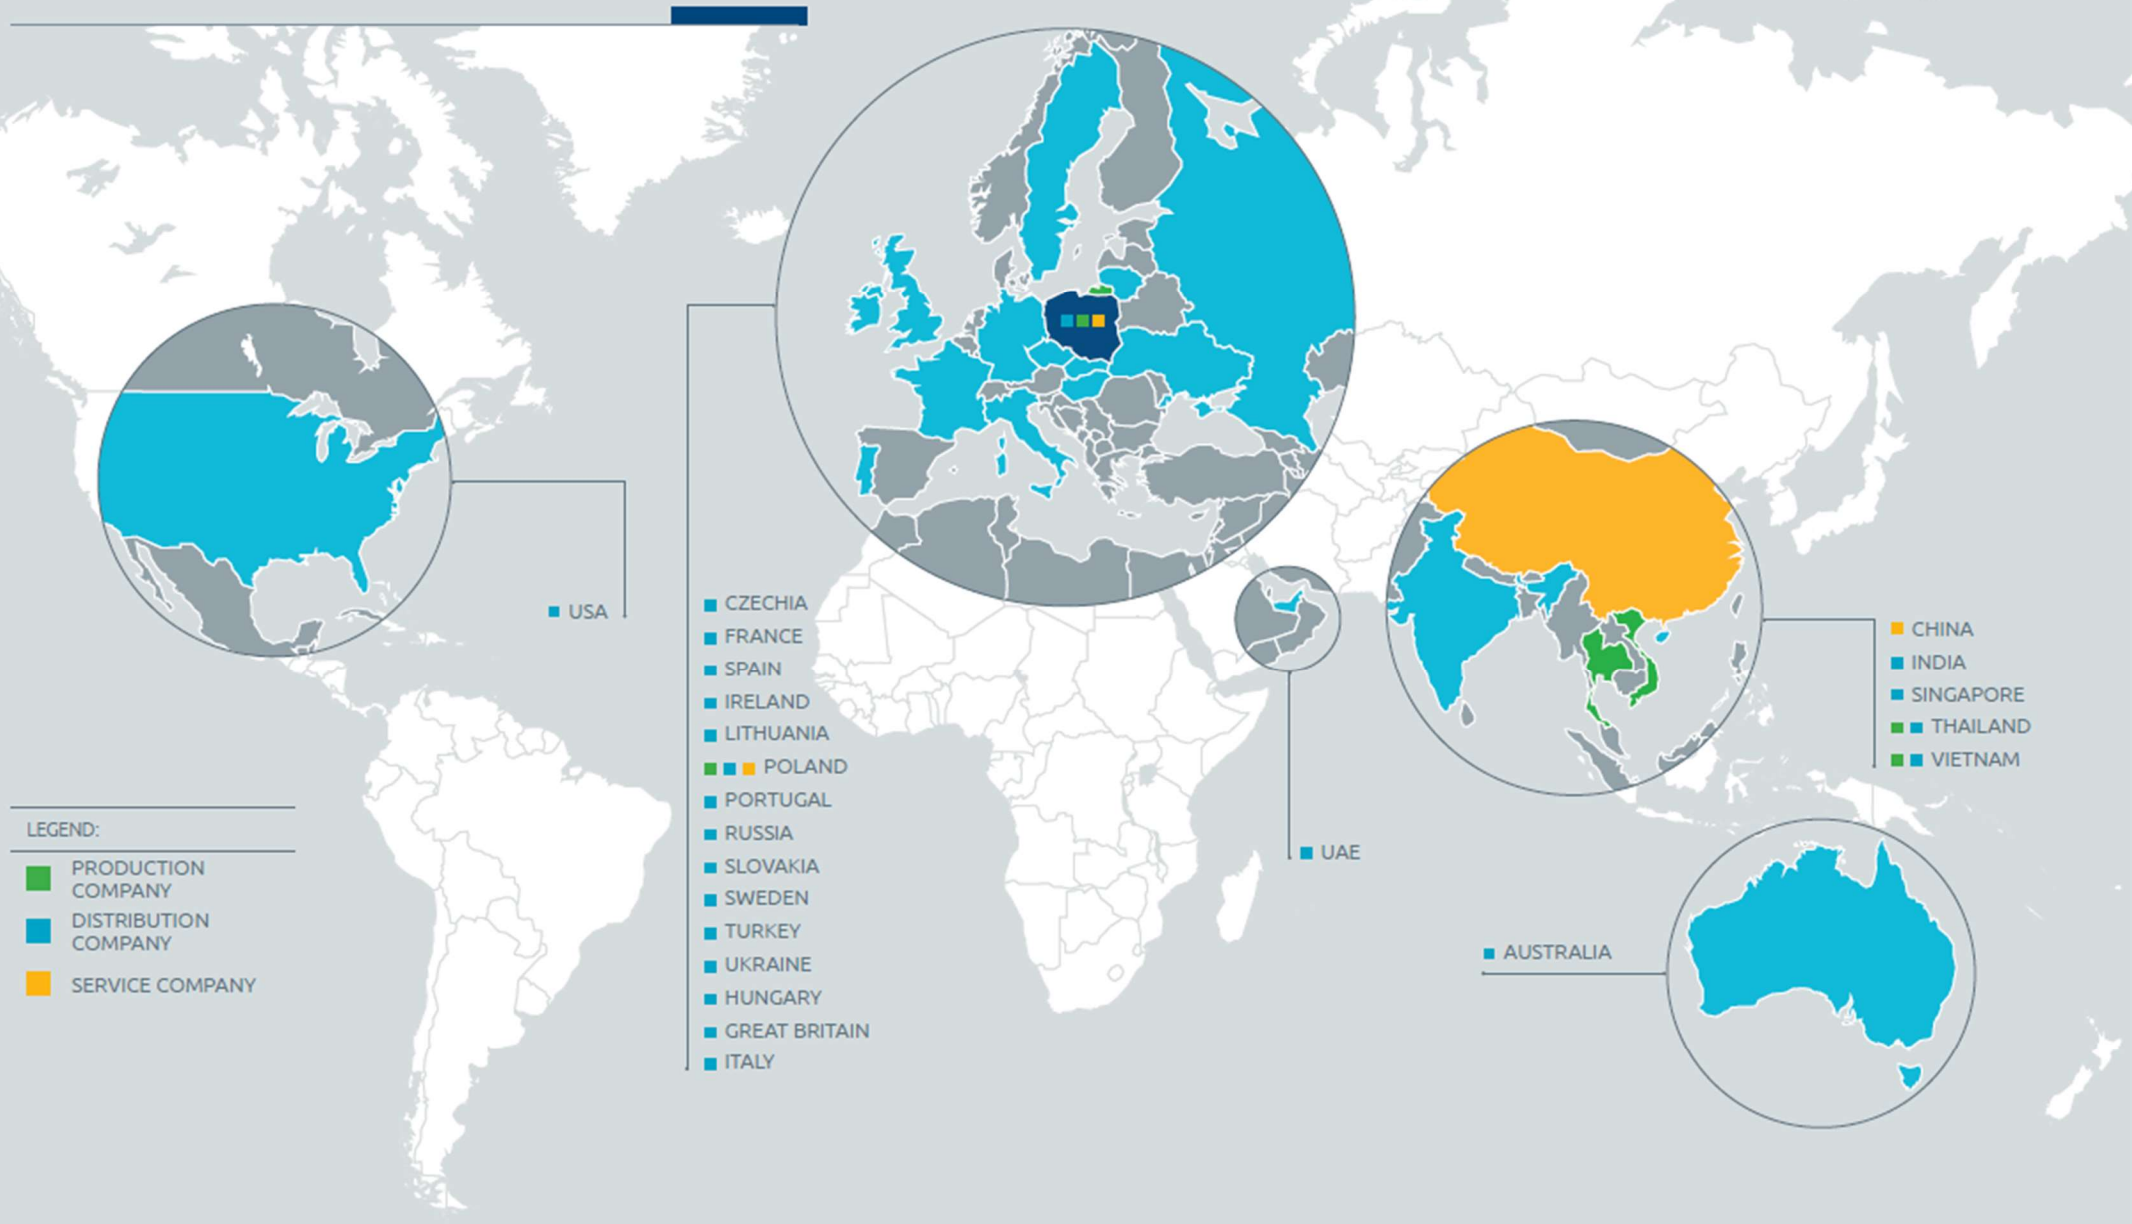 USA
CZECHIA
FRANCE
SPAIN
IRELAND
LITHUANIA
POLAND
PORTUGAL
RUSSIA
SLOVAKIA
SWEDEN
TURKEY
UKRAINE
HUNGARY
GREAT BRITAIN
ITALY
UAE
CHINA
INDIA
SINGAPORE
THAILAND
VIETNAM
AUSTRALIA
LEGEND:
PRODUCTION
COMPANY
DISTRIBUTION
COMPANY
SERVICE COMPANY